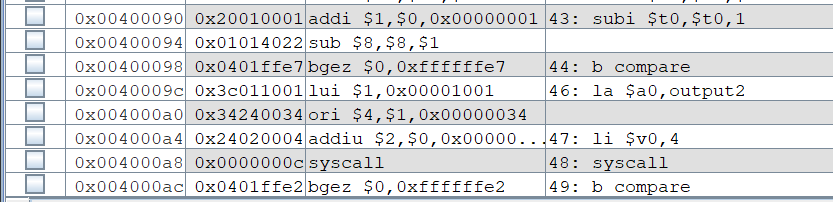 0x00400090 0x20010001 addi $1,$0,0x00000001 43: subi $t0,$t0,1
0x00400094 0x01014022 sub $8,$8,$1
0x00400098 0x0401ffe7 bgez $0,0xffffffe7 44: b compare
0x0040009c 0x3c011001 lui $1,0x00001001 46: la $a0,output2
0x004000a0 0x34240034 ori $4,$1,0x00000034
0x004000a4 0x24020004 addiu $2,$0,0x00000... 47: li $v0,4
0x004000a8 0x0000000c syscall 48: syscall
0x004000ac 0x0401ffe2 bgez $0,0xffffffe2 49: b compare